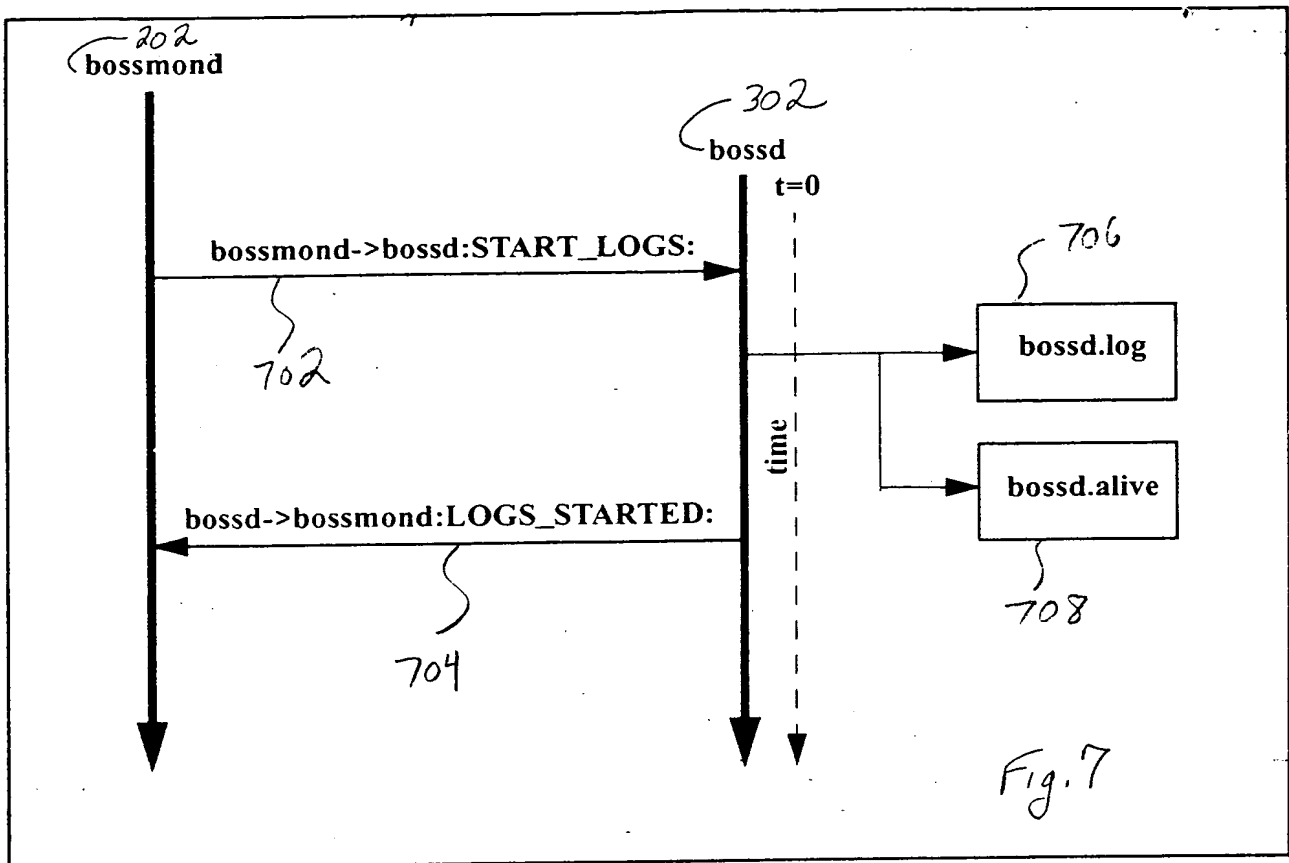 202
bossmond
302
bossd
t=0
bossmond->bossd:START_LOGS:
702
706
bossd.log
time
bossd.alive
bossd->bossmond:LOGS_STARTED:
704
708
Fig. 7